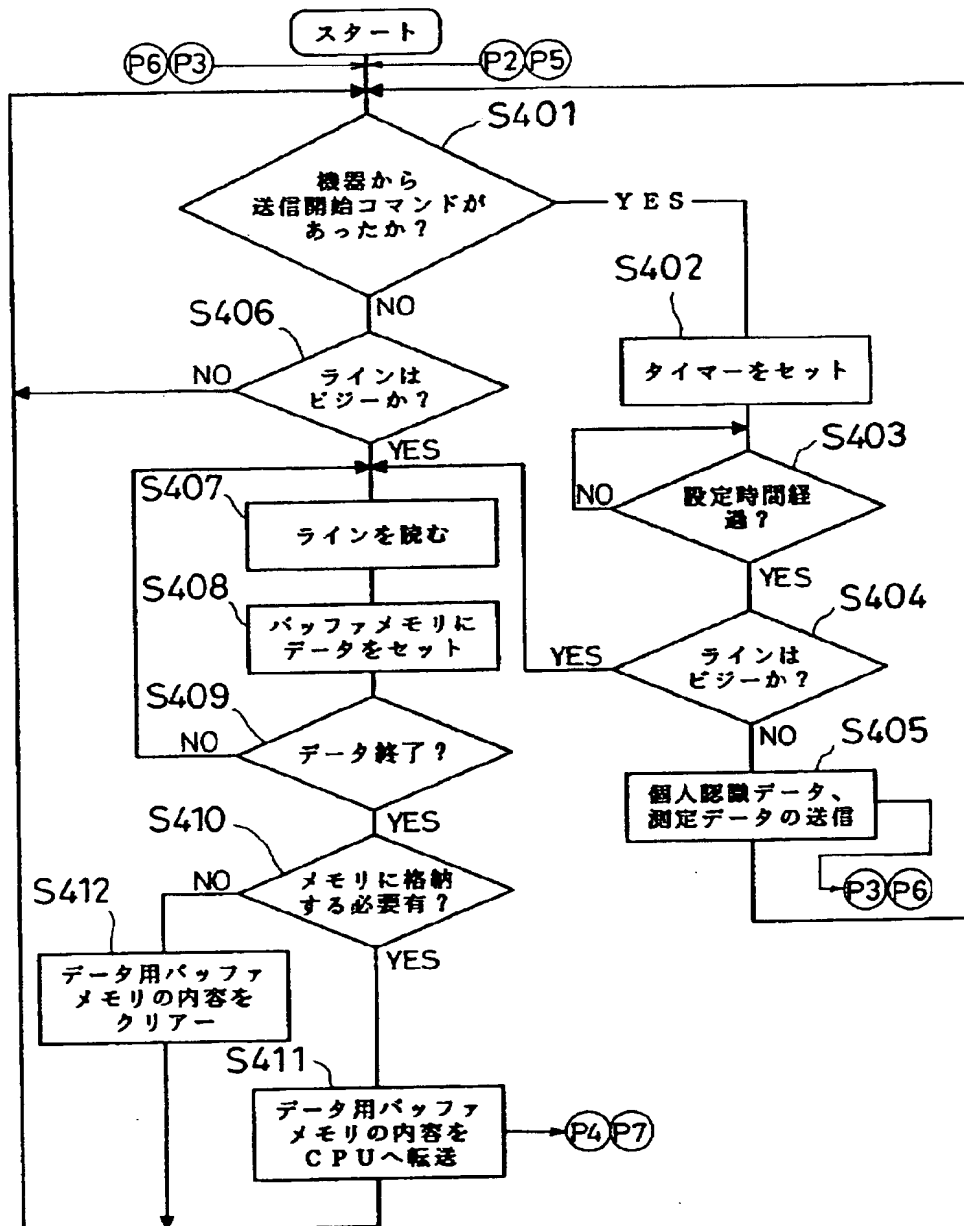 スタート
P6 P3
P2 P5
S401
機器から
送信開始コマンドが
あったか?
YES
NO
S402
タイマーをセット
S406
ラインは
ビジーか?
NO
YES
S403
設定時間経
過?
NO
YES
S407
ラインを読む
S408
バッファメモリに
データをセット
S404
ラインは
ビジーか?
YES
NO
S409
データ終了?
NO
YES
S405
個人認識データ、
測定データの送信
P3 P6
S410
メモリに格納
する必要有?
NO
YES
S412
データ用バッファ
メモリの内容を
クリアー
S411
データ用バッファ
メモリの内容を
CPUへ転送
P4 P7